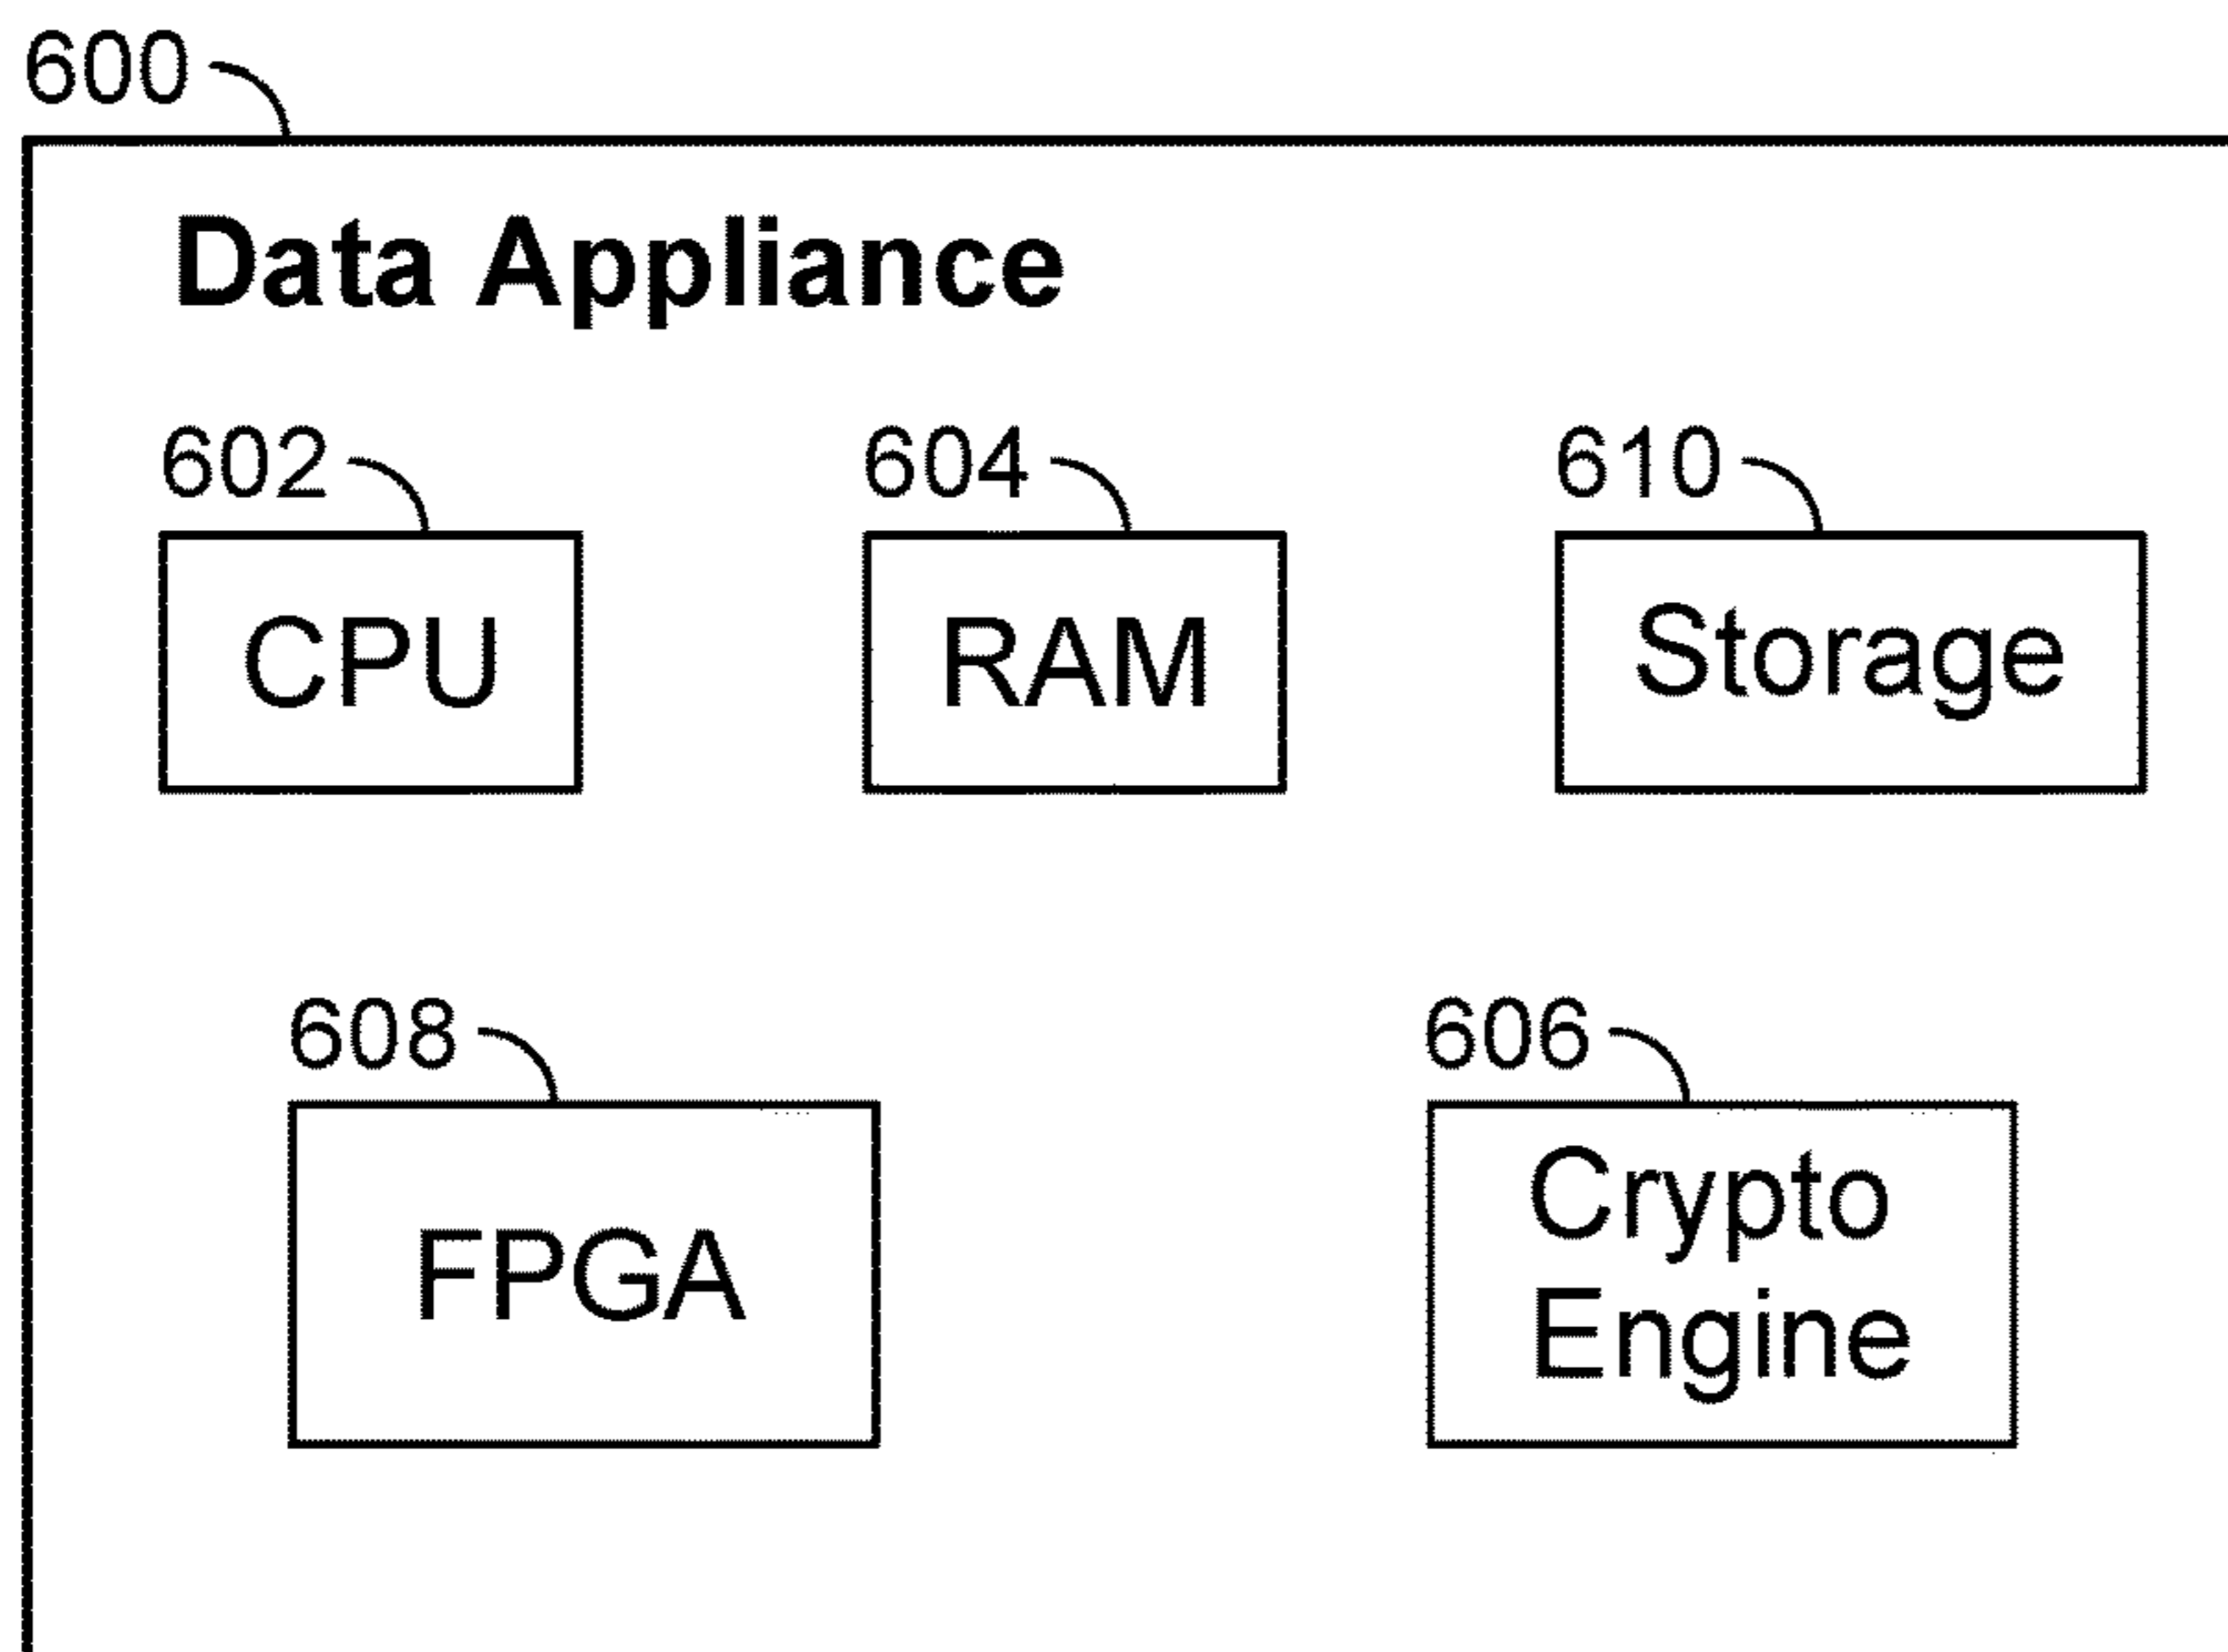 600
Data Appliance
602
604
610
CPU
RAM
Storage
608
606
FPGA
Crypto
Engine